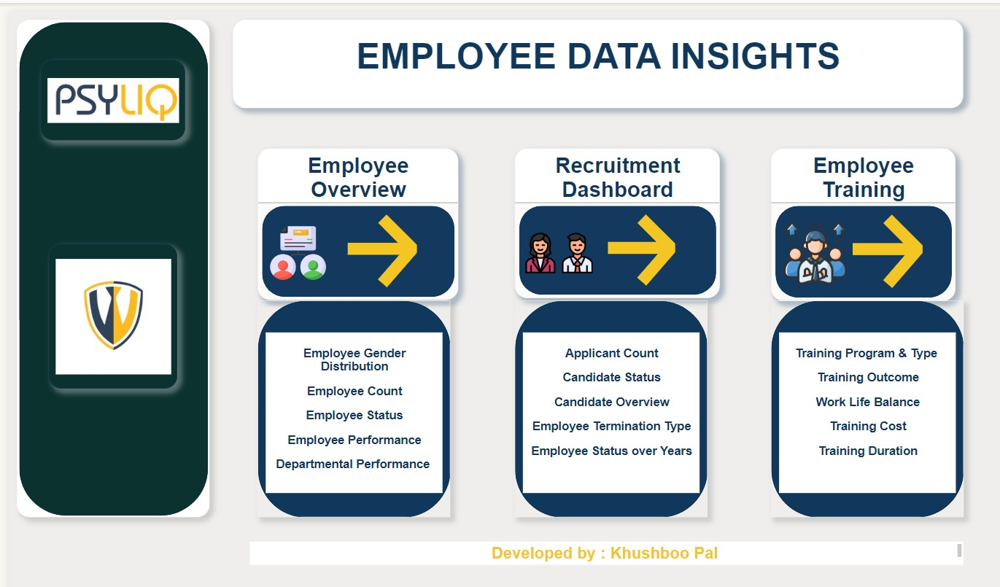 PSYLIQ
EMPLOYEE DATA INSIGHTS
Employee
Overview
Employee Gender
Distribution
Employee Count
Employee Status
Employee Performance
Departmental Performance
Recruitment
Dashboard
Applicant Count
Candidate Status
Candidate Overview
Employee Termination Type
Employee Status over Years
Employee
Training
Training Program & Type
Training Outcome
Work Life Balance
Training Cost
Training Duration
Developed by : Khushboo Pal